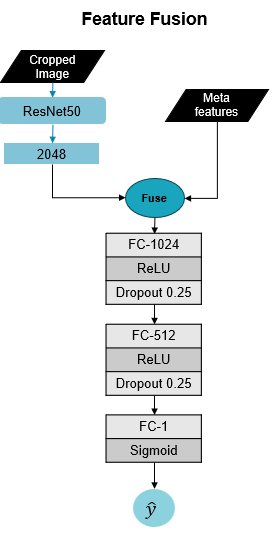 Feature Fusion
Cropped
Image
ResNet50
Meta
features
2048
Fuse
FC-1024
ReLU
Dropout 0.25
FC-512
ReLU
Dropout 0.25
FC-1
Sigmoid
ŷ